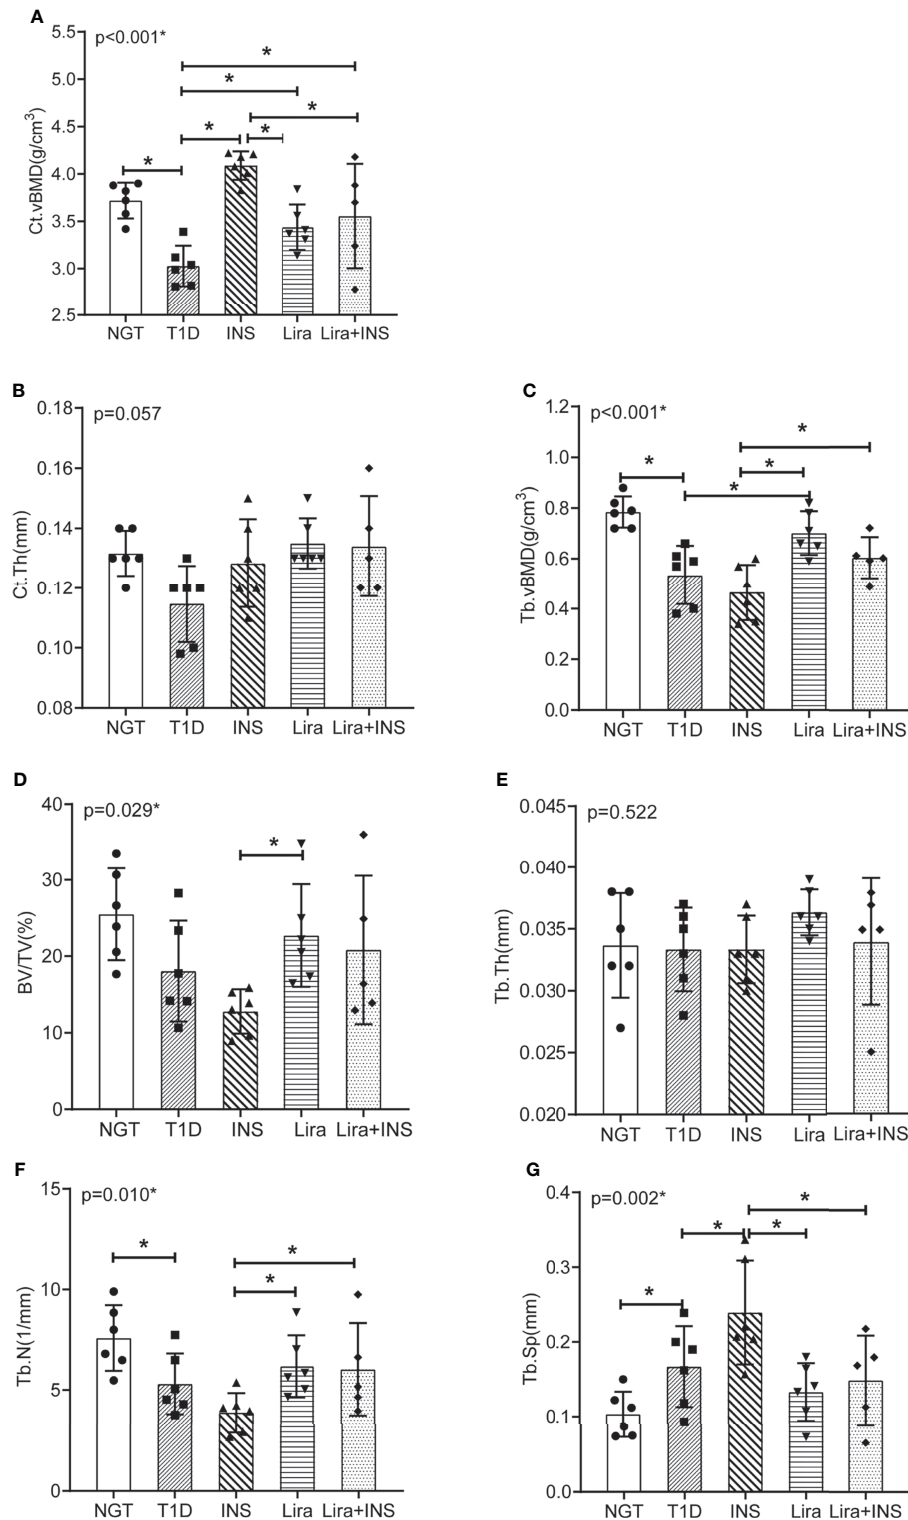 A
p<0.001*
Ct.vBMD(g/cm³)
5.5
5.0
4.5
4.0
3.5
3.0
2.5
*
*
*
*
*
*
NGT T1D INS Lira Lira+INS
B
p=0.057
Ct.Th(mm)
0.18
0.16
0.14
0.12
0.10
0.08
NGT T1D INS Lira Lira+INS
C
p<0.001*
Tb.vBMD(g/cm³)
1.2
1.0
0.8
0.6
0.4
0.2
0.0
*
*
*
*
NGT T1D INS Lira Lira+INS
D
p=0.029*
BV/TV(%)
40
30
20
10
0
*
NGT T1D INS Lira Lira+INS
E
p=0.522
Tb.Th(mm)
0.045
0.040
0.035
0.030
0.025
0.020
NGT T1D INS Lira Lira+INS
F
p=0.010*
Tb.N(1/mm)
15
10
5
0
*
*
*
NGT T1D INS Lira Lira+INS
G
p=0.002*
Tb.Sp(mm)
0.4
0.3
0.2
0.1
0.0
*
*
*
*
NGT T1D INS Lira Lira+INS